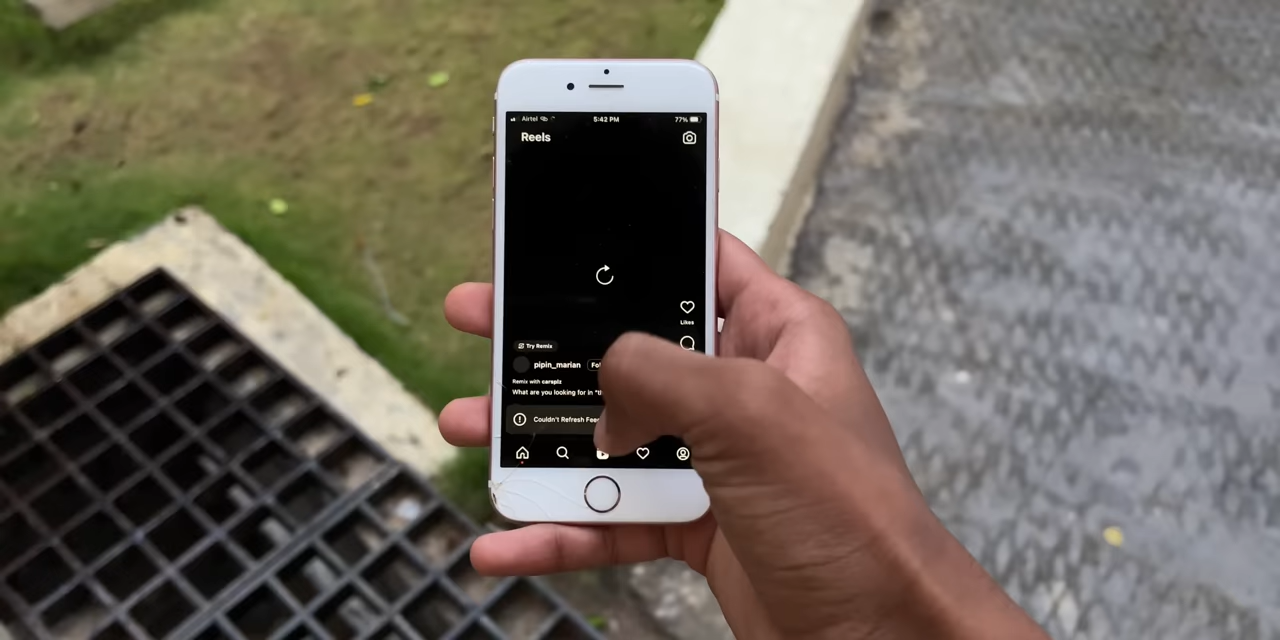 Airtel 5:42 PM 77%
Reels
Likes
Try Remix
pipin_marian
Remix with carsplz
What are you looking for in
Couldn't Refresh